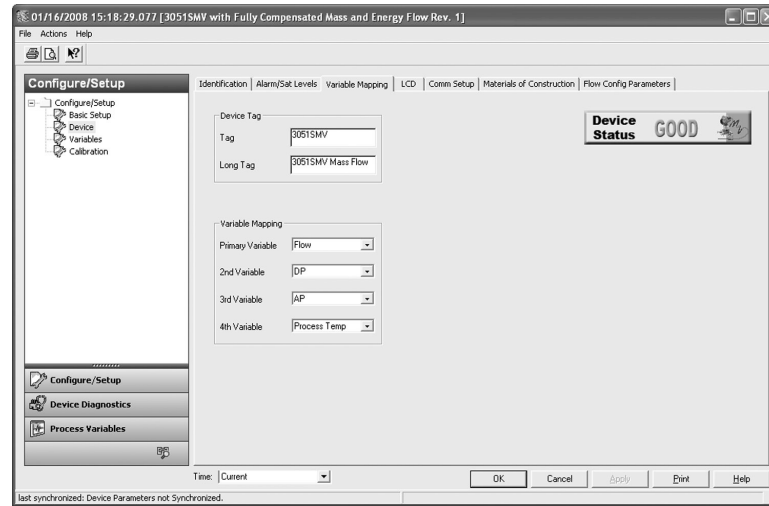 01/16/2008 15:18:29.077 [3051SMV with Fully Compensated Mass and Energy Flow Rev. 1]
File Actions Help
Configure/Setup
Configure/Setup
Basic Setup
Device
Variables
Calibration
Configure/Setup
Device Diagnostics
Process Variables
Identification Alarm/Sat Levels Variable Mapping LCD Comm Setup Materials of Construction Flow Config Parameters
Device Tag
Tag 3051SMV
Long Tag 3051SMV Mass Flow
Device Status GOOD
Variable Mapping
Primary Variable Flow
2nd Variable DP
3rd Variable AP
4th Variable Process Temp
Time: Current
OK Cancel Apply Print Help
last synchronized: Device Parameters not Synchronized.